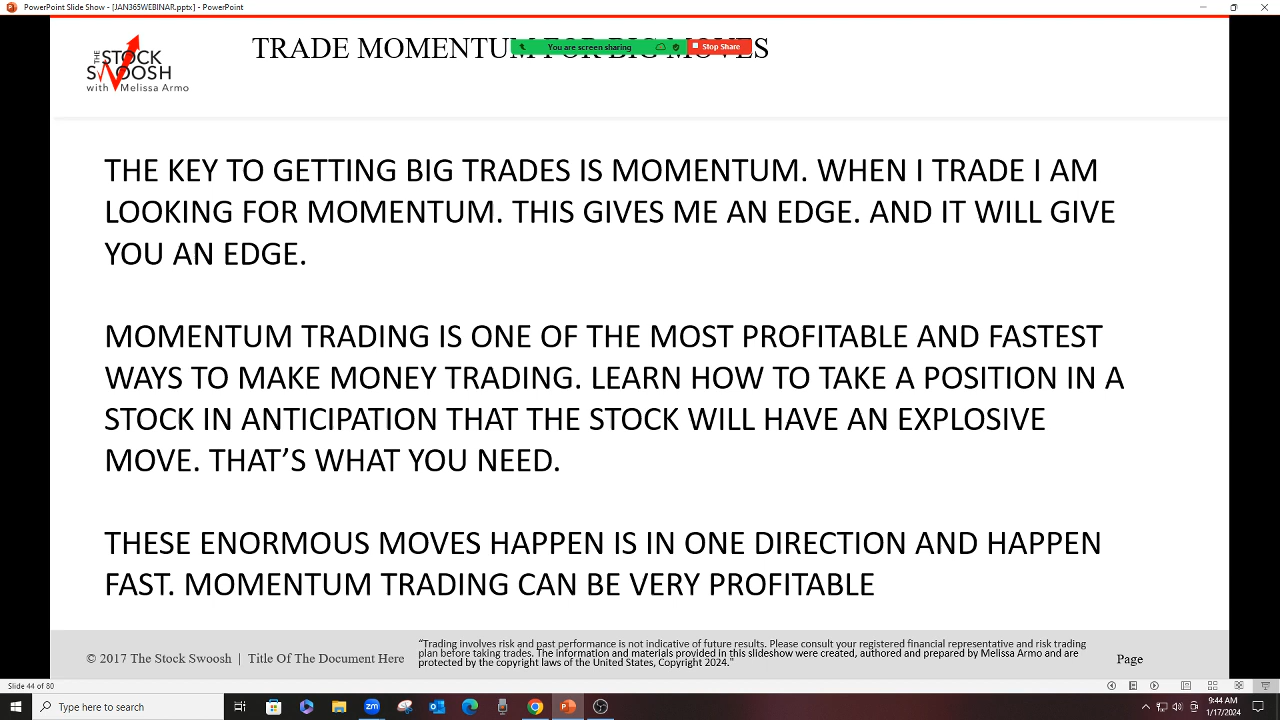 PowerPoint Slide Show - [JAN365WEBINAR.pptx] - PowerPoint
THE STOCK SWOOSH
with Melissa Armo
TRADE MOMENTUM FOR BIG MOVES
You are screen sharing
Stop Share
THE KEY TO GETTING BIG TRADES IS MOMENTUM. WHEN I TRADE I AM
LOOKING FOR MOMENTUM. THIS GIVES ME AN EDGE. AND IT WILL GIVE
YOU AN EDGE.
MOMENTUM TRADING IS ONE OF THE MOST PROFITABLE AND FASTEST
WAYS TO MAKE MONEY TRADING. LEARN HOW TO TAKE A POSITION IN A
STOCK IN ANTICIPATION THAT THE STOCK WILL HAVE AN EXPLOSIVE
MOVE. THAT’S WHAT YOU NEED.
THESE ENORMOUS MOVES HAPPEN IS IN ONE DIRECTION AND HAPPEN
FAST. MOMENTUM TRADING CAN BE VERY PROFITABLE
© 2017 The Stock Swoosh | Title Of The Document Here
“Trading involves risk and past performance is not indicative of future results. Please consult your registered financial representative and risk trading
plan before taking trades. The information and materials provided in this slideshow were created, authored and prepared by Melissa Armo and are
protected by the copyright laws of the United States, Copyright 2024."
Page
Slide 44 of 80
Type here to search
9:44 AM
1/17/2024